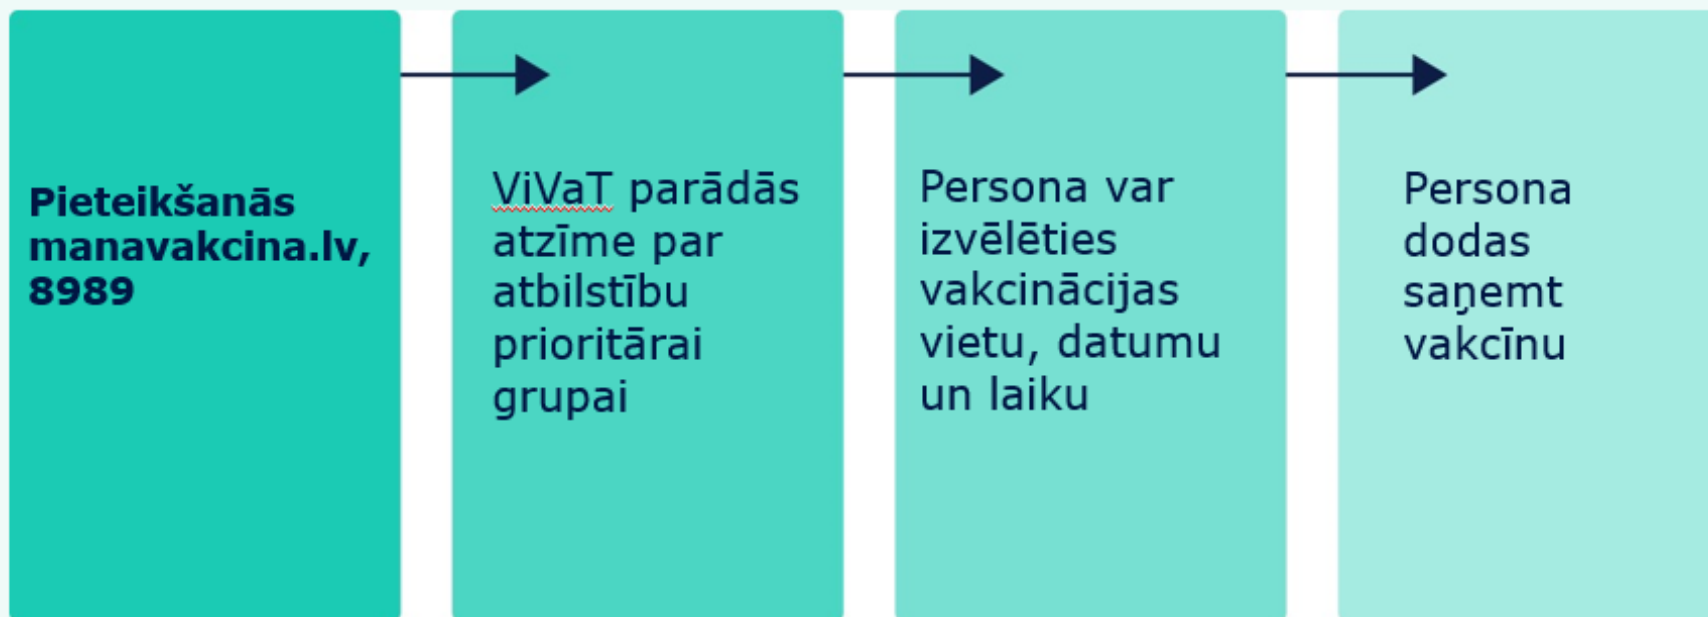 Pieteikšanās
manavakcina.lv,
8989
ViVaT parādās
atzīme par
atbilstību
prioritārai
grupai
Persona var
izvēlēties
vakcinācijas
vietu, datumu
un laiku
Persona
dodas
saņemt
vakcīnu